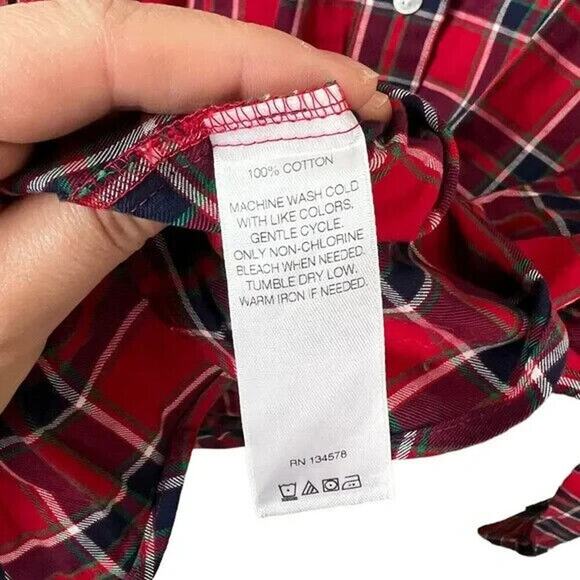 100% COTTON
MACHINE WASH COLD
WITH LIKE COLORS,
GENTLE CYCLE.
ONLY NON-CHLORINE
BLEACH WHEN NEEDED.
TUMBLE DRY LOW.
WARM IRON IF NEEDED.
RN 134578